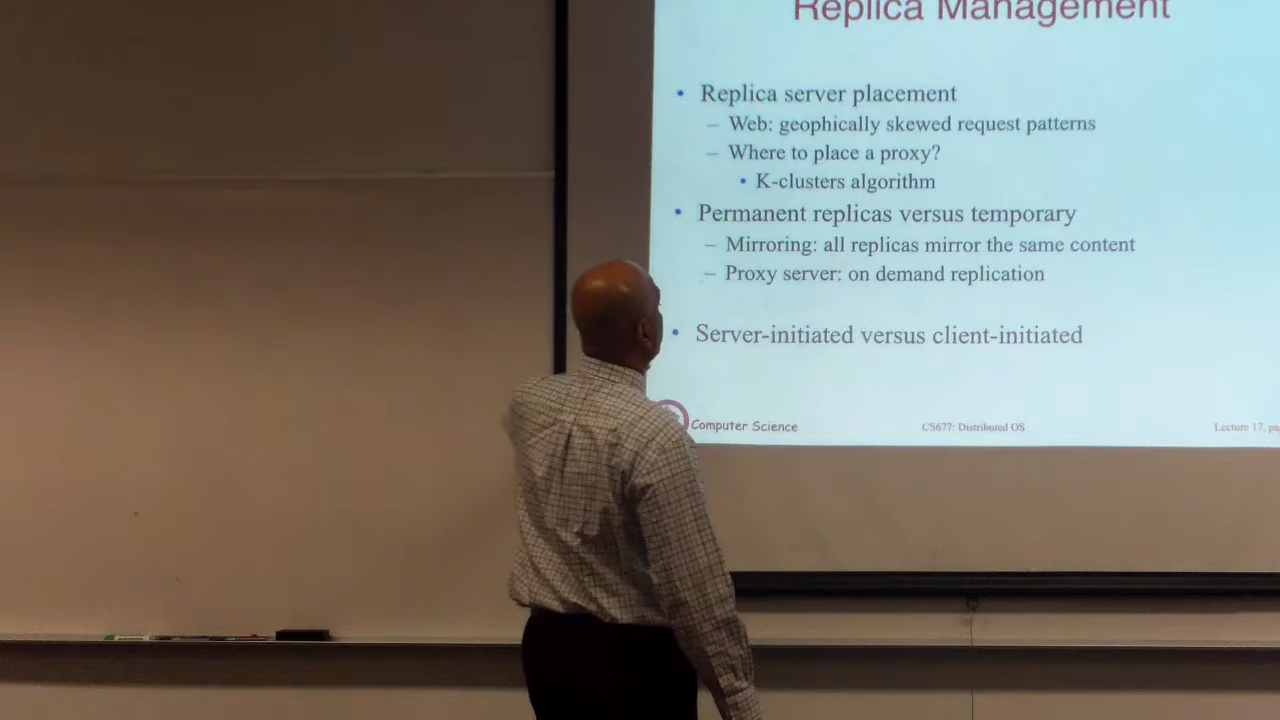 Replica Management
• Replica server placement
– Web: geophically skewed request patterns
– Where to place a proxy?
• K-clusters algorithm
• Permanent replicas versus temporary
– Mirroring: all replicas mirror the same content
– Proxy server: on demand replication
• Server-initiated versus client-initiated
Computer Science CS677: Distributed OS Lecture 17,